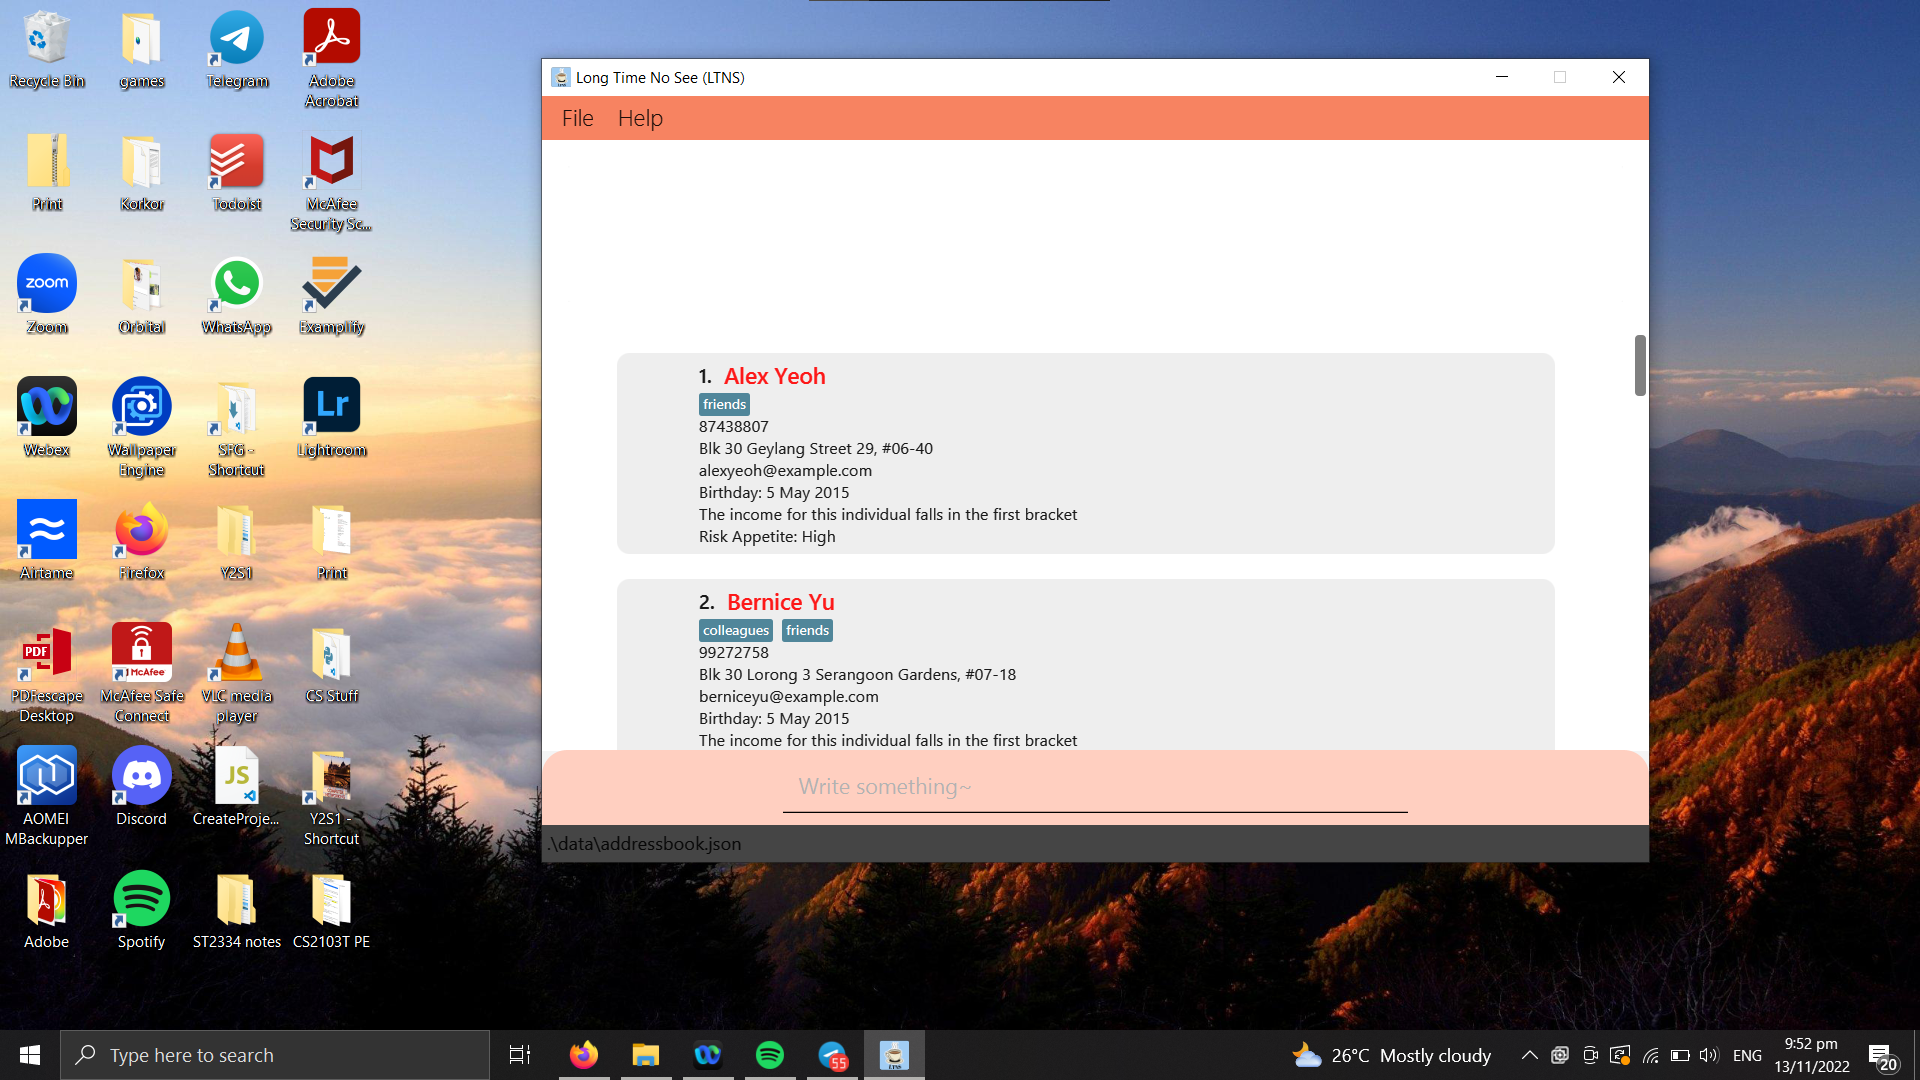 Recycle Bin
games
Telegram
Adobe
Acrobat
Print
Korkor
Todoist
McAfee
Security Sc...
zoom
Zoom
Orbital
WhatsApp
Examplify
Webex
Wallpaper
Engine
SFG -
Shortcut
Lr
Lightroom
Airtame
Firefox
Y2S1
Print
PDF
PDFescape
Desktop
McAfee
McAfee Safe
Connect
VLC media
player
CS Stuff
AOMEI
MBackupper
Discord
JS
CreateProje...
Y2S1 -
Shortcut
Adobe
Spotify
ST2334 notes
CS2103T PE
Long Time No See (LTNS)
File
Help
1. Alex Yeoh
friends
87438807
Blk 30 Geylang Street 29, #06-40
alexyeoh@example.com
Birthday: 5 May 2015
The income for this individual falls in the first bracket
Risk Appetite: High
2. Bernice Yu
colleagues friends
99272758
Blk 30 Lorong 3 Serangoon Gardens, #07-18
berniceyu@example.com
Birthday: 5 May 2015
The income for this individual falls in the first bracket
Write something~
.\data\addressbook.json
Type here to search
55
LTNS
26°C Mostly cloudy
ENG
9:52 pm
13/11/2022
20